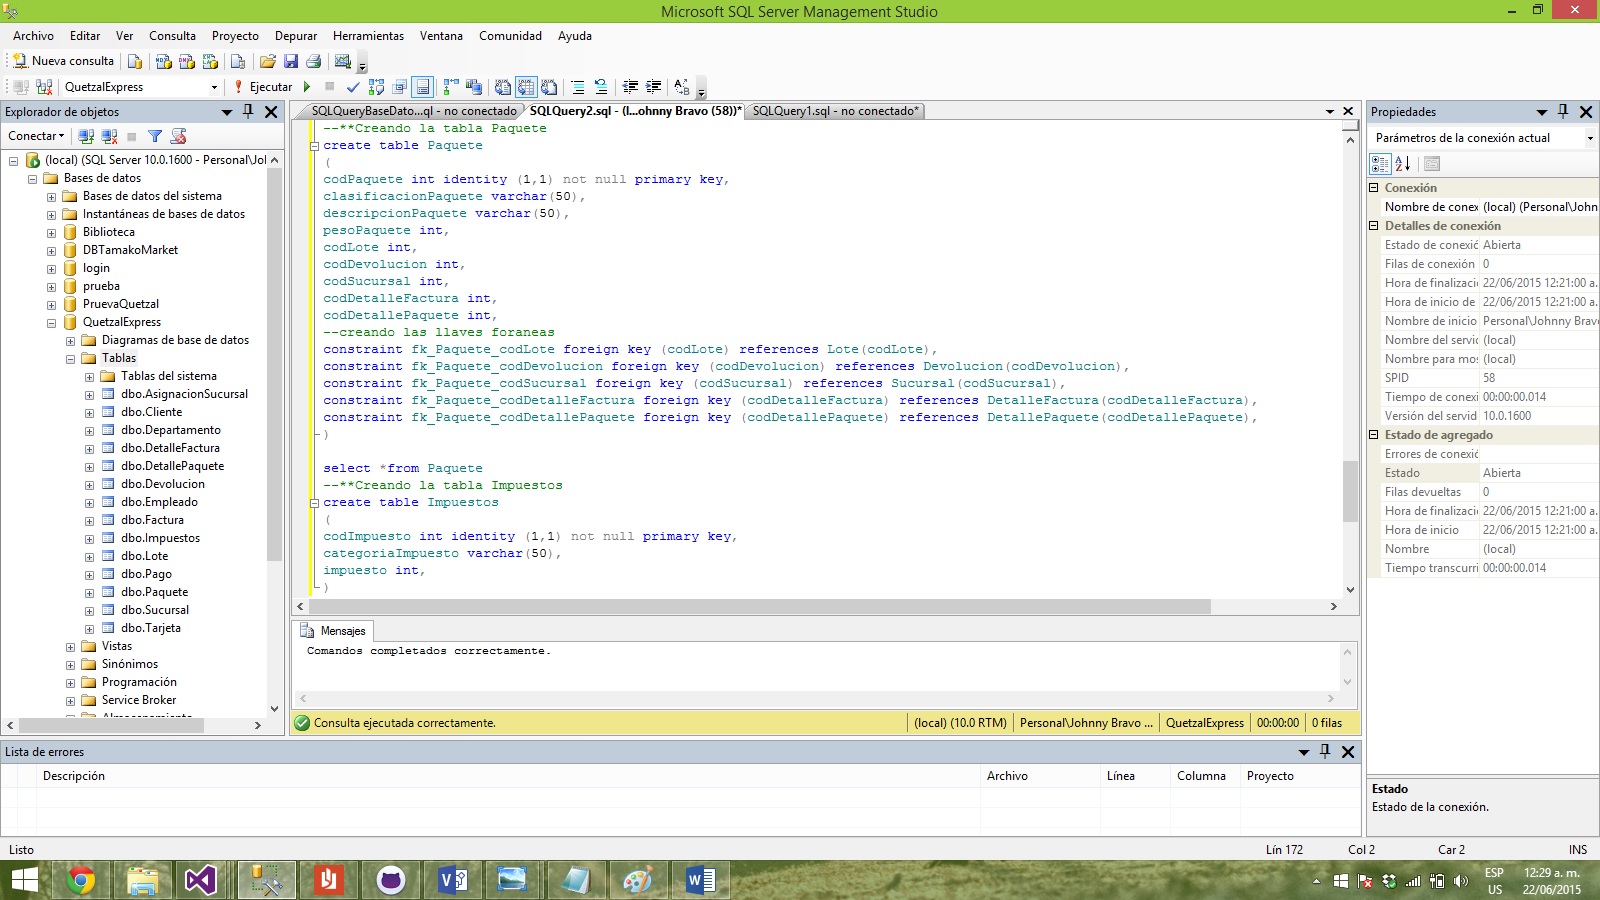 Microsoft SQL Server Management Studio
Archivo Editar Ver Consulta Proyecto Depurar Herramientas Ventana Comunidad Ayuda
Nueva consulta
QuetzalExpress Ejecutar
Explorador de objetos
Conectar
(local) (SQL Server 10.0.1600 - Personal\Jol
Bases de datos
Bases de datos del sistema
Instantáneas de bases de datos
Biblioteca
DBTamakoMarket
login
prueba
PruevaQuetzal
QuetzalExpress
Diagramas de base de datos
Tablas
Tablas del sistema
dbo.AsignacionSucursal
dbo.Cliente
dbo.Departamento
dbo.DetalleFactura
dbo.DetallePaquete
dbo.Devolucion
dbo.Empleado
dbo.Factura
dbo.Impuestos
dbo.Lote
dbo.Pago
dbo.Paquete
dbo.Sucursal
dbo.Tarjeta
Vistas
Sinónimos
Programación
Service Broker
SQLQueryBaseDato...ql - no conectado SQLQuery2.sql - (l...ohnny Bravo (58))* SQLQuery1.sql - no conectado*
--**Creando la tabla Paquete
create table Paquete
(
codPaquete int identity (1,1) not null primary key,
clasificacionPaquete varchar(50),
descripcionPaquete varchar(50),
pesoPaquete int,
codLote int,
codDevolucion int,
codSucursal int,
codDetalleFactura int,
codDetallePaquete int,
--creando las llaves foraneas
constraint fk_Paquete_codLote foreign key (codLote) references Lote(codLote),
constraint fk_Paquete_codDevolucion foreign key (codDevolucion) references Devolucion(codDevolucion),
constraint fk_Paquete_codSucursal foreign key (codSucursal) references Sucursal(codSucursal),
constraint fk_Paquete_codDetalleFactura foreign key (codDetalleFactura) references DetalleFactura(codDetalleFactura),
constraint fk_Paquete_codDetallePaquete foreign key (codDetallePaquete) references DetallePaquete(codDetallePaquete),
)
select *from Paquete
--**Creando la tabla Impuestos
create table Impuestos
(
codImpuesto int identity (1,1) not null primary key,
categoriaImpuesto varchar(50),
impuesto int,
)
Mensajes
Comandos completados correctamente.
Consulta ejecutada correctamente. (local) (10.0 RTM) Personal\Johnny Bravo ... QuetzalExpress 00:00:00 0 filas
Propiedades
Parámetros de la conexión actual
Conexión
Nombre de conex (local) (Personal\John
Detalles de conexión
Estado de conexió Abierta
Filas de conexión 0
Hora de finalizaci 22/06/2015 12:21:00 a.
Hora de inicio de 22/06/2015 12:21:00 a.
Nombre de inicio Personal\Johnny Brav
Nombre del servic (local)
Nombre para mos (local)
SPID 58
Tiempo de conex 00:00:00.014
Versión del servid 10.0.1600
Estado de agregado
Errores de conexió
Estado Abierta
Filas devueltas 0
Hora de finalizaci 22/06/2015 12:21:00 a.
Hora de inicio 22/06/2015 12:21:00 a.
Nombre (local)
Tiempo transcurri 00:00:00.014
Estado
Estado de la conexión.
Lista de errores
Descripción Archivo Línea Columna Proyecto
Listo Lín 172 Col 2 Car 2 INS
ESP 12:29 a. m.
US 22/06/2015